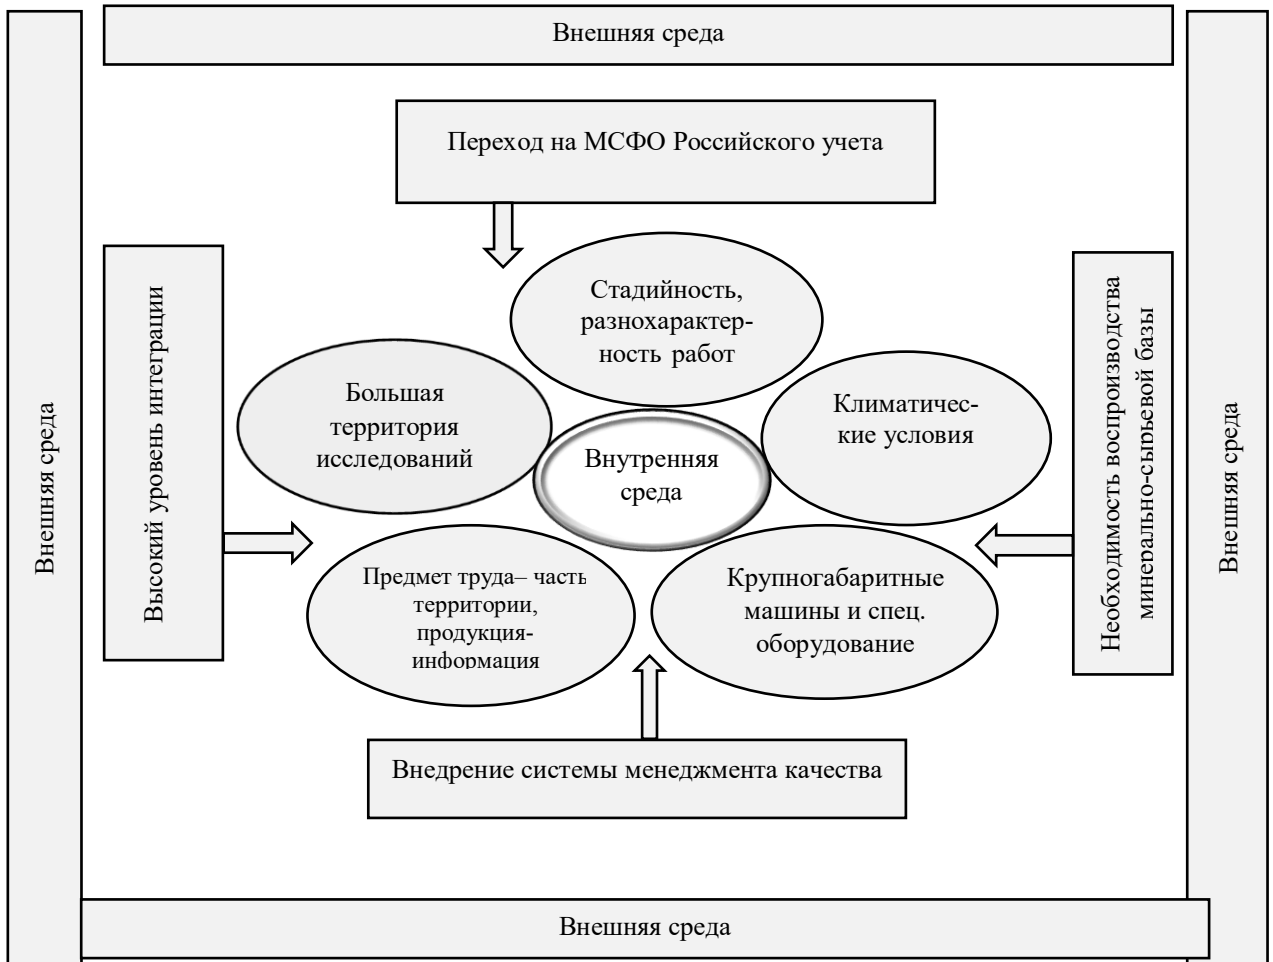 Внешняя среда
Переход на МСФО Российского учета
Внешняя среда
Высокий уровень интеграции
Стадийность,
разнохарактер-
ность работ
Большая
территория
исследований
Климатичес-
кие условия
Внутренняя
среда
Предмет труда– часть
территории,
продукция-
информация
Крупногабаритные
машины и спец.
оборудование
Необходимость воспроизводства
минерально-сырьевой базы
Внешняя среда
Внедрение системы менеджмента качества
Внешняя среда